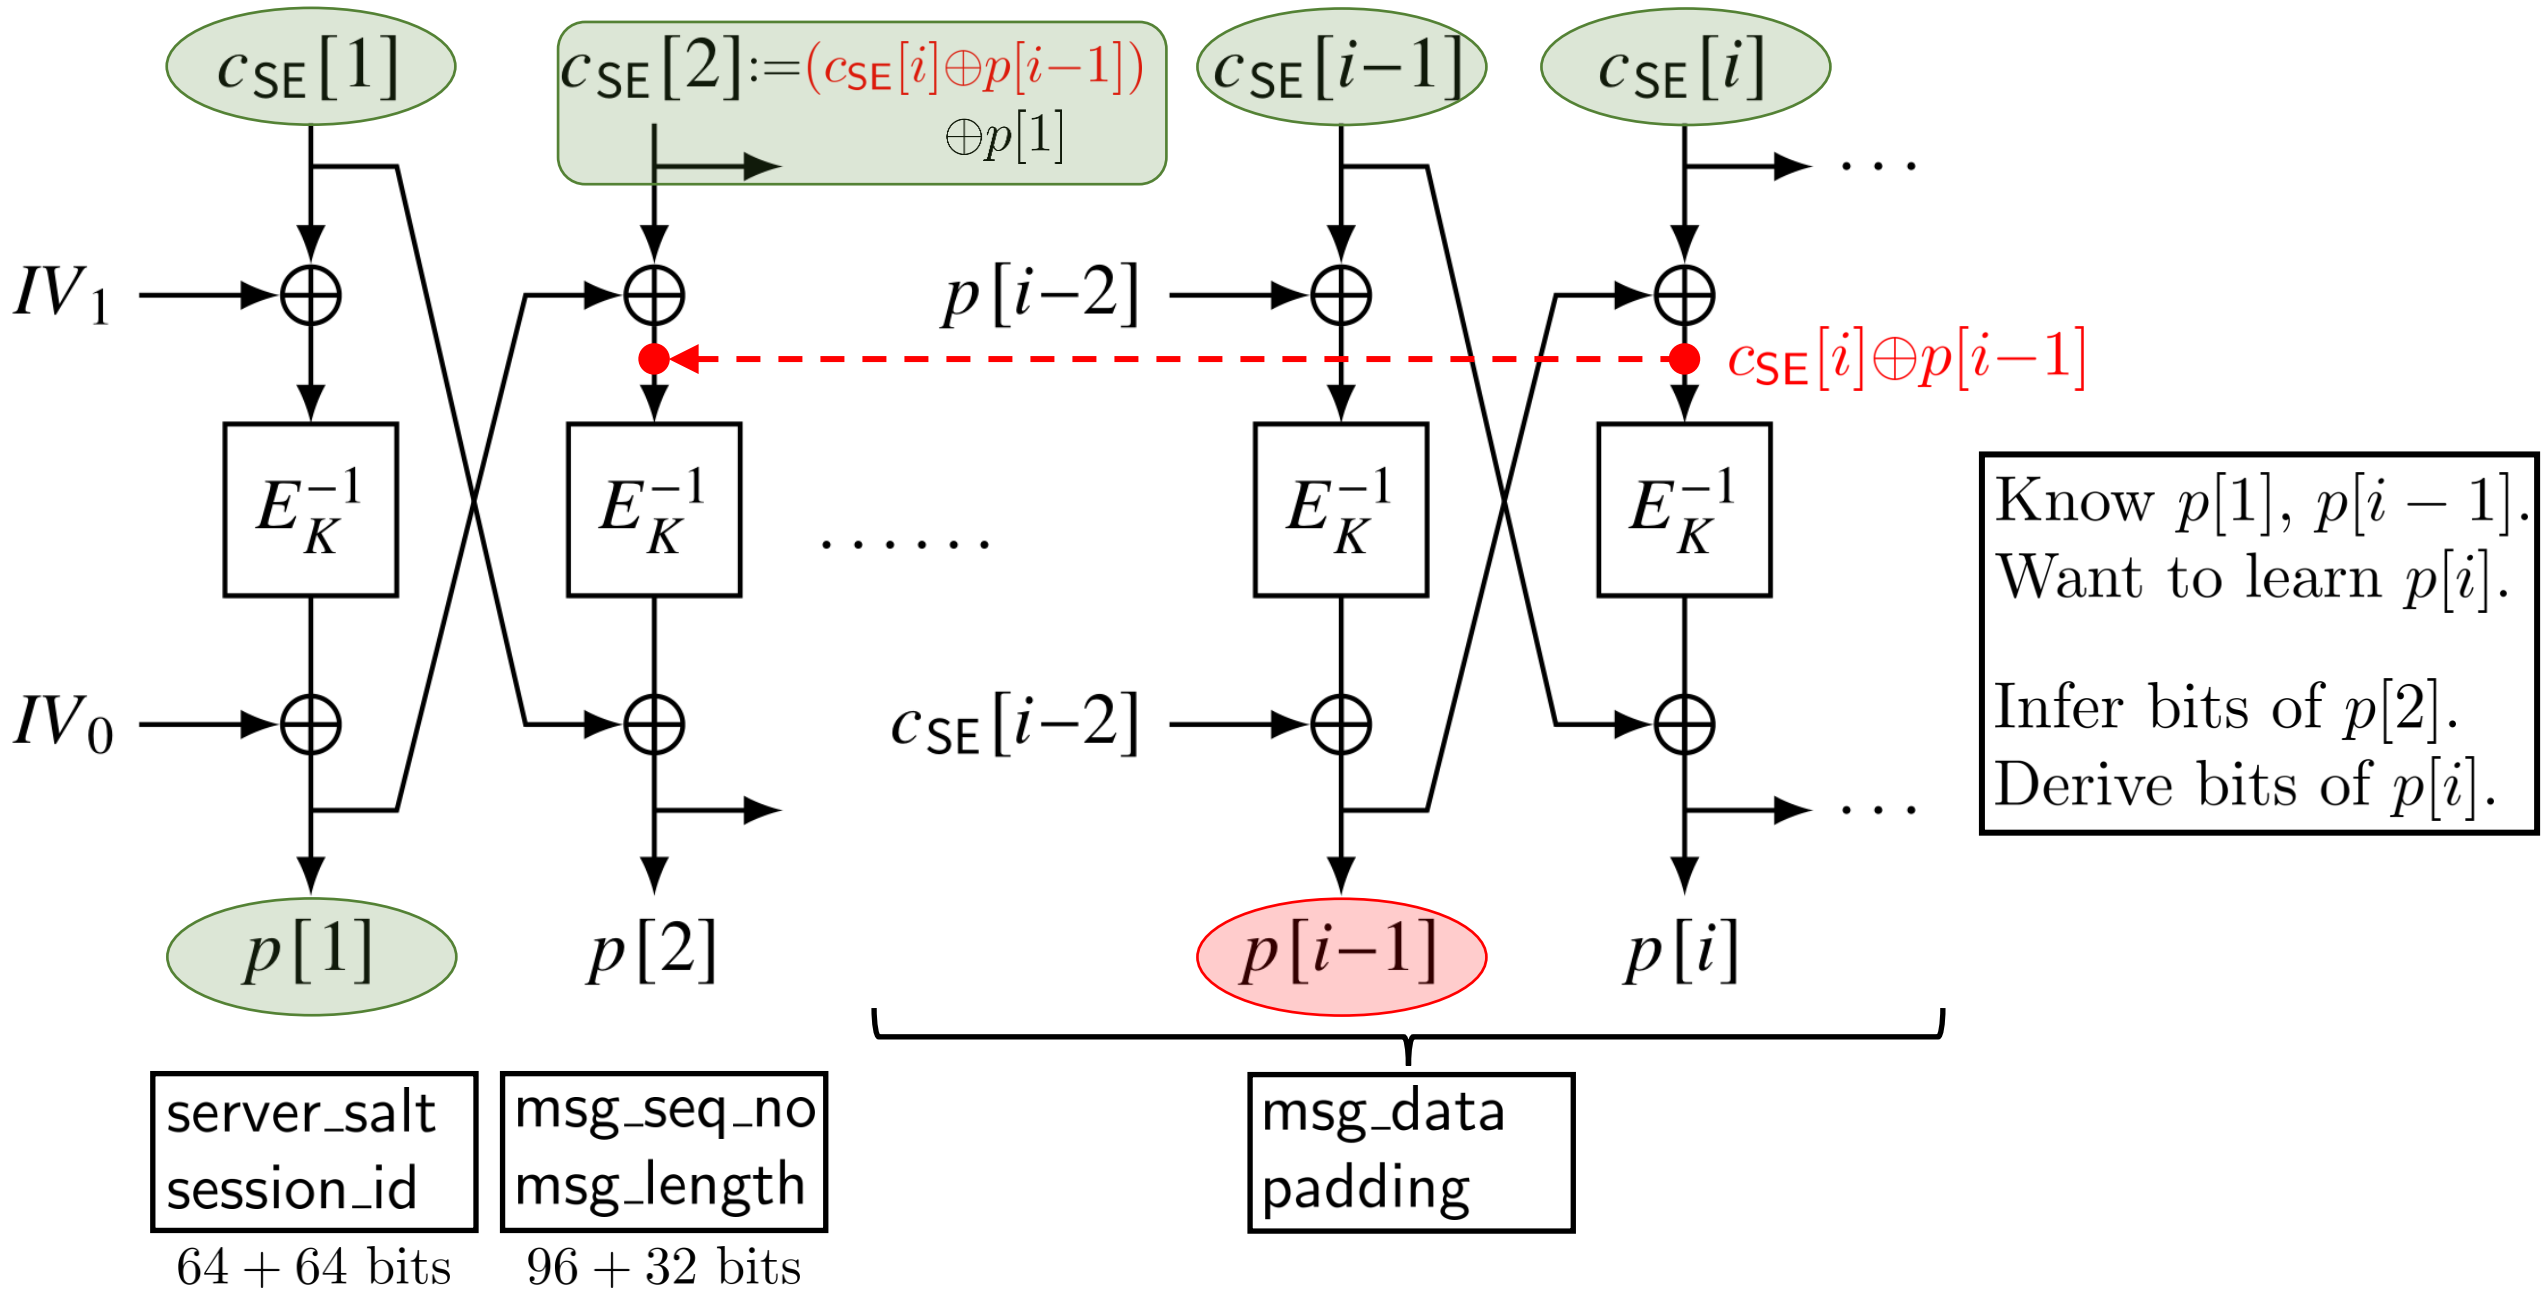 c_SE[1]
c_SE[2]:=(c_SE[i]⊕p[i−1])
⊕p[1]
c_SE[i−1]
c_SE[i]
· · ·
IV_1
p[i−2]
c_SE[i]⊕p[i−1]
E_K^{−1}
E_K^{−1}
· · · · · ·
E_K^{−1}
E_K^{−1}
Know p[1], p[i − 1].
Want to learn p[i].
Infer bits of p[2].
Derive bits of p[i].
IV_0
c_SE[i−2]
· · ·
p[1]
p[2]
p[i−1]
p[i]
server_salt
session_id
64 + 64 bits
msg_seq_no
msg_length
96 + 32 bits
msg_data
padding